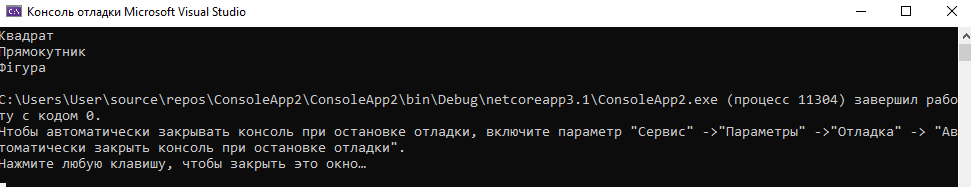 Консоль отладки Microsoft Visual Studio
Квадрат
Прямокутник
Фігура
C:\Users\User\source\repos\ConsoleApp2\ConsoleApp2\bin\Debug\netcoreapp3.1\ConsoleApp2.exe (процесс 11304) завершил рабо
ту с кодом 0.
Чтобы автоматически закрывать консоль при остановке отладки, включите параметр "Сервис" ->"Параметры" ->"Отладка" -> "Ав
томатически закрыть консоль при остановке отладки".
Нажмите любую клавишу, чтобы закрыть это окно…